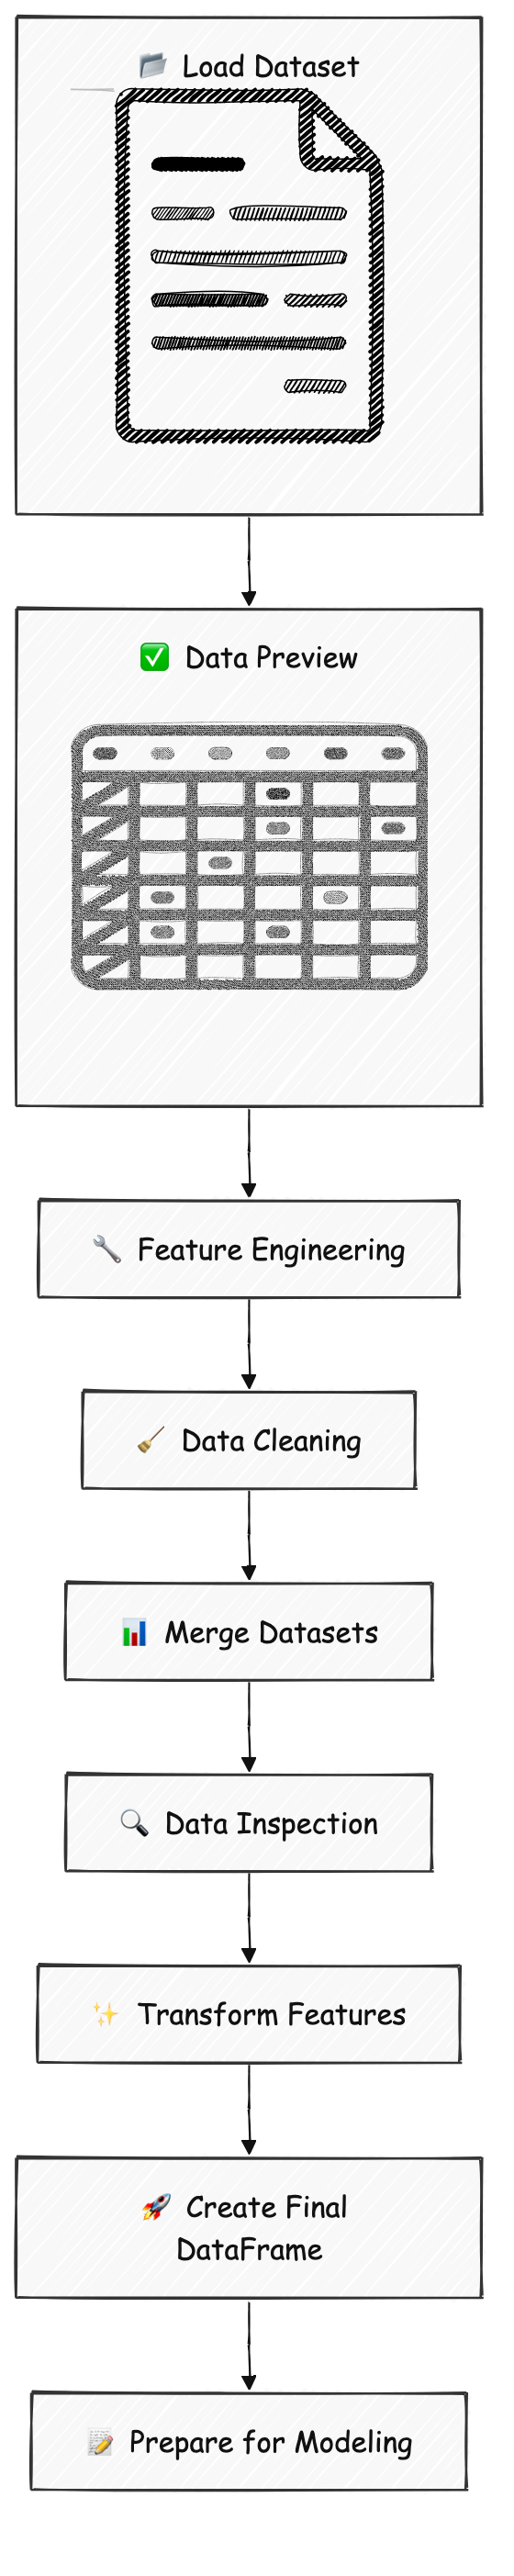 📂 Load Dataset
✅ Data Preview
🔧 Feature Engineering
🧹 Data Cleaning
📊 Merge Datasets
🔍 Data Inspection
✨ Transform Features
🚀 Create Final
DataFrame
📝 Prepare for Modeling